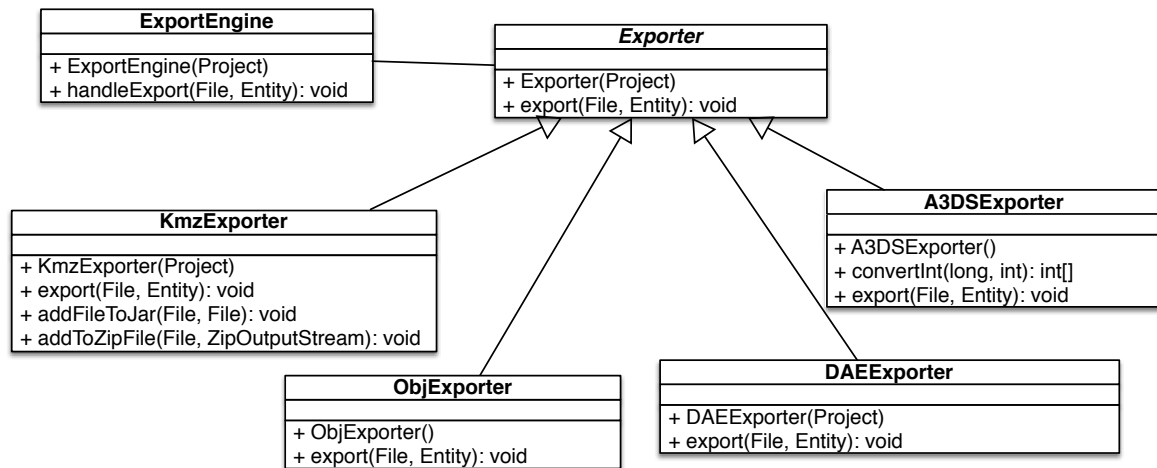 ExportEngine
+ ExportEngine(Project)
+ handleExport(File, Entity): void
Exporter
+ Exporter(Project)
+ export(File, Entity): void
KmzExporter
+ KmzExporter(Project)
+ export(File, Entity): void
+ addFileToJar(File, File): void
+ addToZipFile(File, ZipOutputStream): void
A3DSExporter
+ A3DSExporter()
+ convertInt(long, int): int[]
+ export(File, Entity): void
ObjExporter
+ ObjExporter()
+ export(File, Entity): void
DAEExporter
+ DAEExporter(Project)
+ export(File, Entity): void